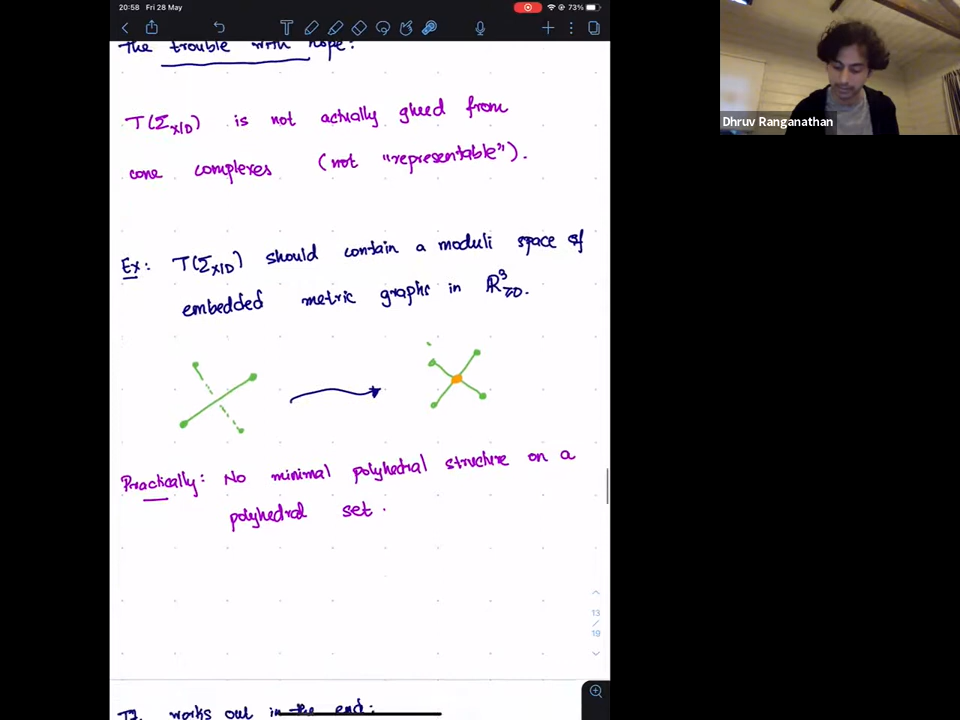 20:58 Fri 28 May
73%
The trouble with hope:
T(Σ_{X|D}) is not actually glued from
cone complexes (not "representable").
Ex: T(Σ_{X|D}) should contain a moduli space of
embedded metric graphs in ℝ³_{≥0}.
Practically: No minimal polyhedral structure on a
polyhedral set.
13
/
19
It works out in the end:
Dhruv Ranganathan